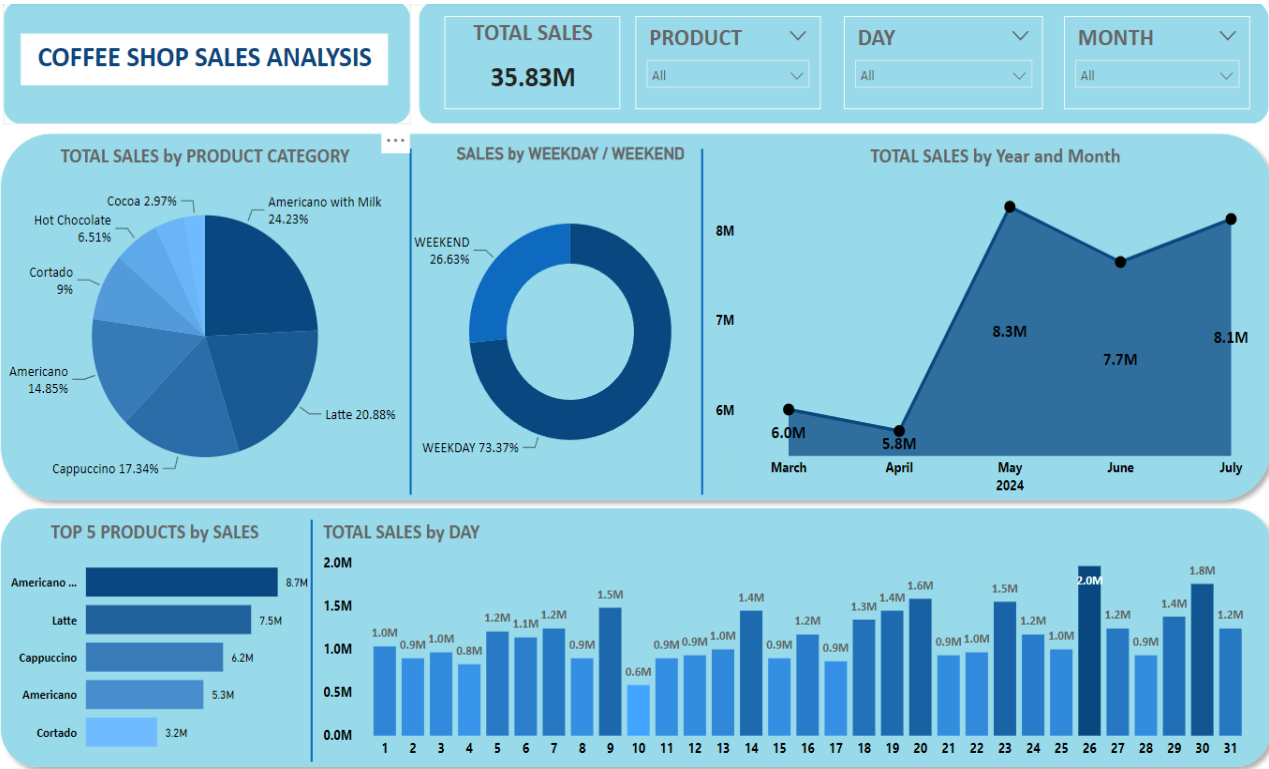 COFFEE SHOP SALES ANALYSIS
TOTAL SALES
35.83M
PRODUCT
All
DAY
All
MONTH
All
TOTAL SALES by PRODUCT CATEGORY
Cocoa 2.97%
Americano with Milk
24.23%
Hot Chocolate
6.51%
Cortado
9%
Americano
14.85%
Latte 20.88%
Cappuccino 17.34%
SALES by WEEKDAY / WEEKEND
WEEKEND
26.63%
WEEKDAY 73.37%
TOTAL SALES by Year and Month
8M
7M
6M
6.0M
5.8M
8.3M
7.7M
8.1M
March April May June July
2024
TOP 5 PRODUCTS by SALES
Americano ... 8.7M
Latte 7.5M
Cappuccino 6.2M
Americano 5.3M
Cortado 3.2M
TOTAL SALES by DAY
2.0M
1.5M
1.0M
0.5M
0.0M
1.0M 0.9M 1.0M 0.8M 1.2M 1.1M 1.2M 0.9M 1.5M 0.6M 0.9M 0.9M 1.0M 1.4M 0.9M 1.2M 0.9M 1.3M 1.4M 1.6M 0.9M 1.0M 1.5M 1.2M 1.0M 2.0M 1.2M 0.9M 1.4M 1.8M 1.2M
1 2 3 4 5 6 7 8 9 10 11 12 13 14 15 16 17 18 19 20 21 22 23 24 25 26 27 28 29 30 31